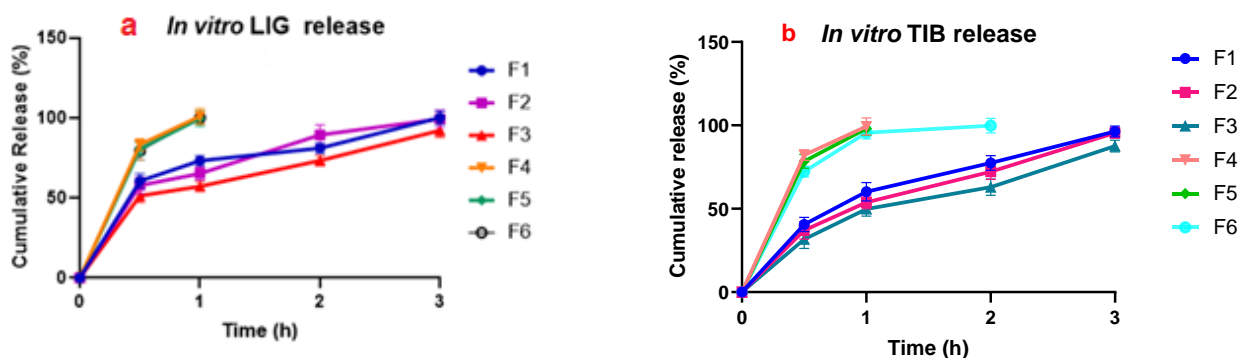 a In vitro LIG release
Cumulative Release (%)
150
100
50
0
0 1 2 3
Time (h)
F1
F2
F3
F4
F5
F6
b In vitro TIB release
Cumulative release (%)
150
100
50
0
0 1 2 3
Time (h)
F1
F2
F3
F4
F5
F6